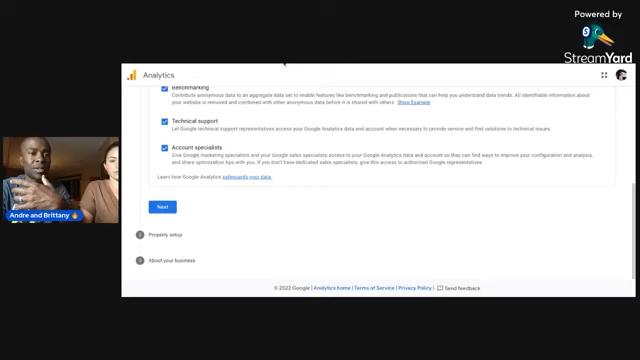 Powered by
StreamYard
Analytics
Benchmarking
Contribute anonymous data to an aggregate data set to enable features like benchmarking and publications that can help you understand data trends. All identifiable information about
your website is removed and combined with other anonymous data before it is shared with others. Show Example
Technical support
Let Google technical support representatives access your Google Analytics data and account when necessary to provide service and find solutions to technical issues.
Account specialists
Give Google marketing specialists and your Google sales specialists access to your Google Analytics data and account so they can find ways to improve your configuration and analysis,
and share optimization tips with you. If you don't have dedicated sales specialists, give this access to authorized Google representatives.
Learn how Google Analytics safeguards your data.
Next
2 Property setup
3 About your business
© 2022 Google | Analytics home | Terms of Service | Privacy Policy | Send feedback
Andre and Brittany 🔥